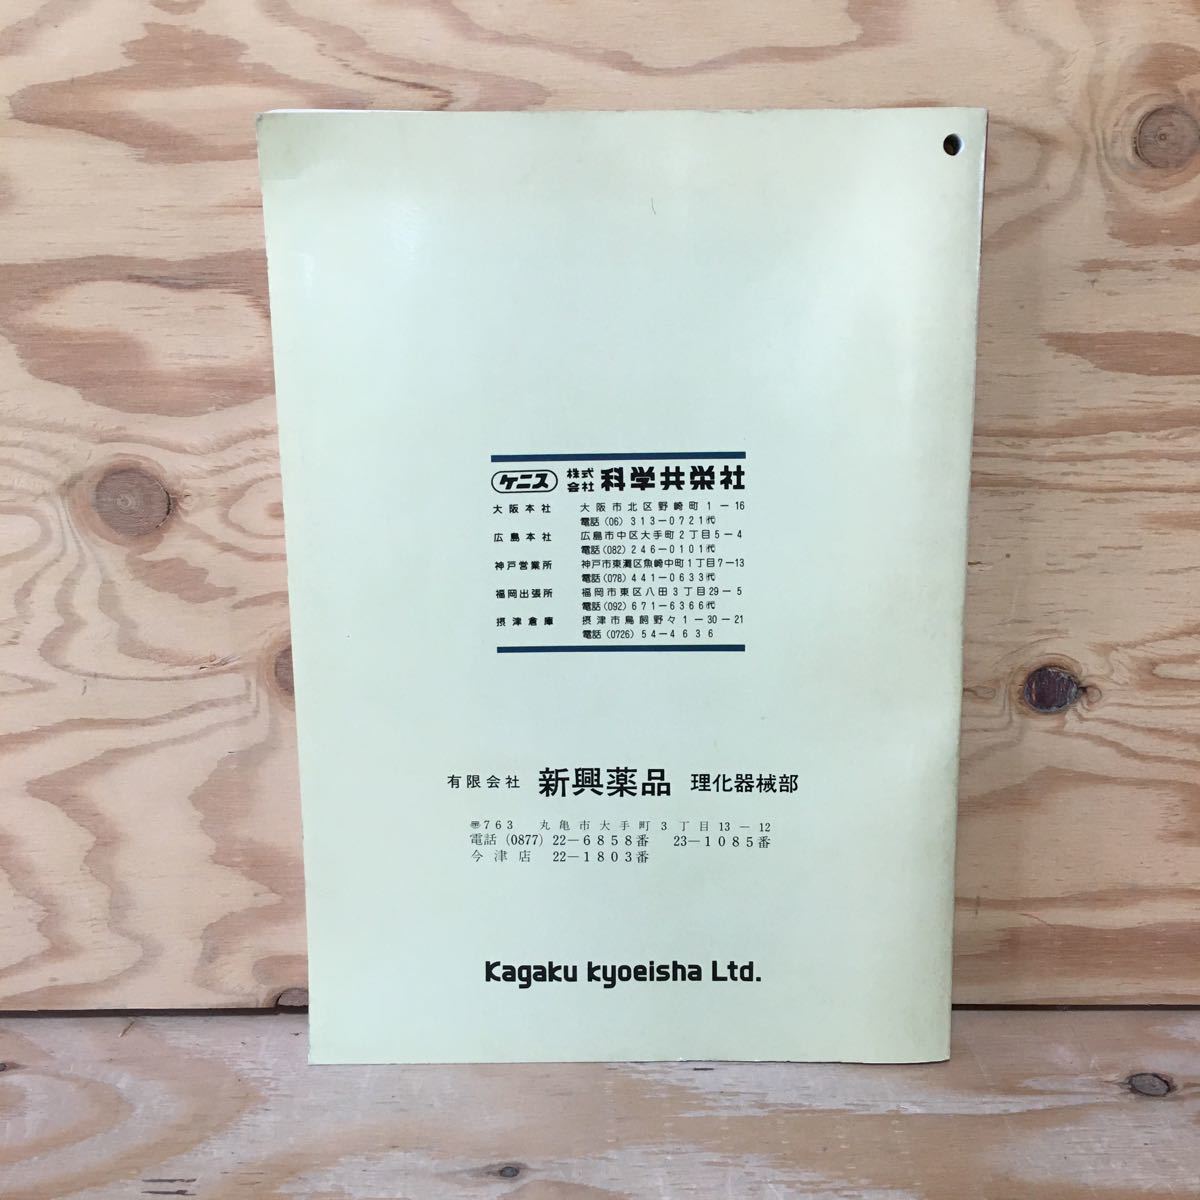 ケニス 株式会社 科学共栄社
大阪本社 大阪市北区野崎町1-16
電話(06)313-0721代
広島本社 広島市中区大手町2丁目5-4
電話(082)246-0101代
神戸営業所 神戸市東灘区魚崎中町1丁目7-13
電話(078)441-0633代
福岡出張所 福岡市東区八田3丁目29-5
電話(092)671-6366代
摂津倉庫 摂津市鳥飼野々1-30-21
電話(0726)54-4636
有限会社 新興薬品 理化器械部
〠763 丸亀市大手町3丁目13-12
電話(0877)22-6858番 23-1085番
今津店 22-1803番
Kagaku Kyoeisha Ltd.